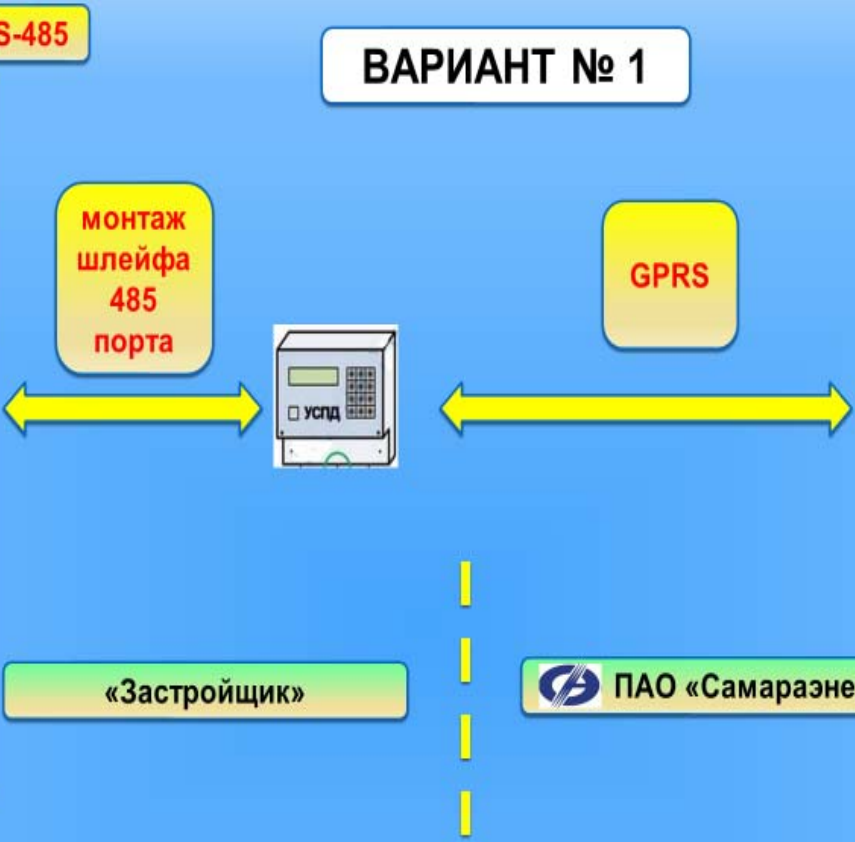 S-485
ВАРИАНТ № 1
монтаж
шлейфа
485
порта
GPRS
УСПД
«Застройщик»
ПАО «Самараэне